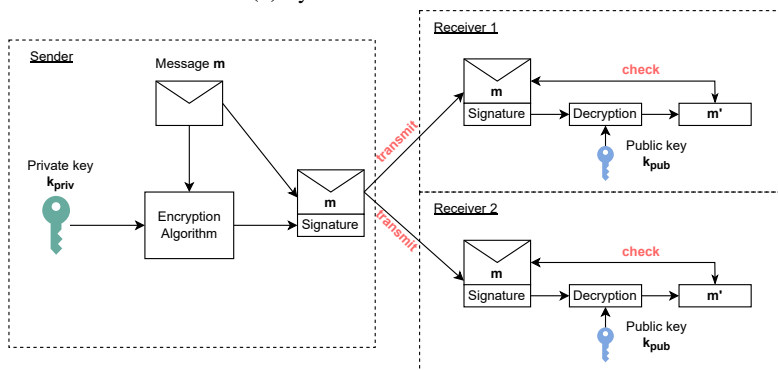 Sender
Message m
Private key
kpriv
Encryption
Algorithm
m
Signature
transmit
transmit
Receiver 1
m
Signature
Decryption
check
m'
Public key
kpub
Receiver 2
m
Signature
Decryption
check
m'
Public key
kpub